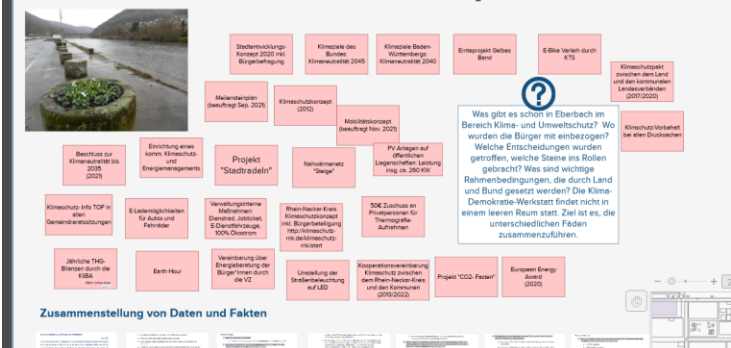 Stadtentwicklungs-
Konzept 2020 inkl.
Bürgerbefragung
Klimaziele des
Bundes:
Klimaneutralität 2045
Klimaziele Baden-
Württembergs:
Klimaneutralität 2040
Ernteprojekt Gelbes
Band
E-Bike Verleih durch
KTS
Klimaschutzpakt
zwischen dem Land
und den kommunalen
Landesverbänden
(2017/2020)
Meilensteinplan
(beauftragt Sep. 2021)
Klimaschutzkonzept
(2012)
Mobilitätskonzept
(beauftragt Nov. 2021)
Klimschutz-Vorbehalt
bei allen Drucksachen
?
Was gibt es schon in Eberbach im
Bereich Klima- und Umweltschutz? Wo
wurden die Bürger mit einbezogen?
Welche Entscheidungen wurden
getroffen, welche Steine ins Rollen
gebracht? Was sind wichtige
Rahmenbedingungen, die durch Land
und Bund gesetzt werden? Die Klima-
Demokratie-Werkstatt findet nicht in
einem leeren Raum statt. Ziel ist es, die
unterschiedlichen Fäden
zusammenzuführen.
Beschluss zur
Klimaneutralität bis
2035
(2021)
Einrichtung eines
komm. Klimaschutz-
und
Energiemanagements
Projekt
"Stadtradeln"
Nahwärmenetz
"Steige"
PV Anlagen auf
öffentlichen
Liegenschaften: Leistung
insg. ca. 260 KW
Klimaschutz- Info TOP in
allen
Gemeindreratssitzungen
E-Lademöglichkeiten
für Autos und
Fahrräder
Verwaltungsinterne
Maßnahmen:
Dienstrad, Jobticket,
E-Dienstfahrzeuge,
100% Ökostrom
Rhein-Neckar-Kreis
Klimaschutzkonzept
inkl. Bürgerbeteiligung
http://klimaschutz-
rnk.de/klimaschutz-
rnk/start
50€ Zuschuss an
Privatpersonen für
Thermografie-
Aufnahmen
Jährliche THG-
Bilanzen durch die
KliBA
Earth Hour
Vereinbarung über
Energieberatung der
Bürger*innen durch
die VZ
Umstellung der
Straßenbeleuchtung
auf LED
Kooperationsvereinbarung
Klimschutz zwischen
dem Rhein-Neckar-Kreis
und den Kommunen
(2013/2022)
Projekt "CO2- Fasten"
European Energy
Award
(2020)
Zusammenstellung von Daten und Fakten